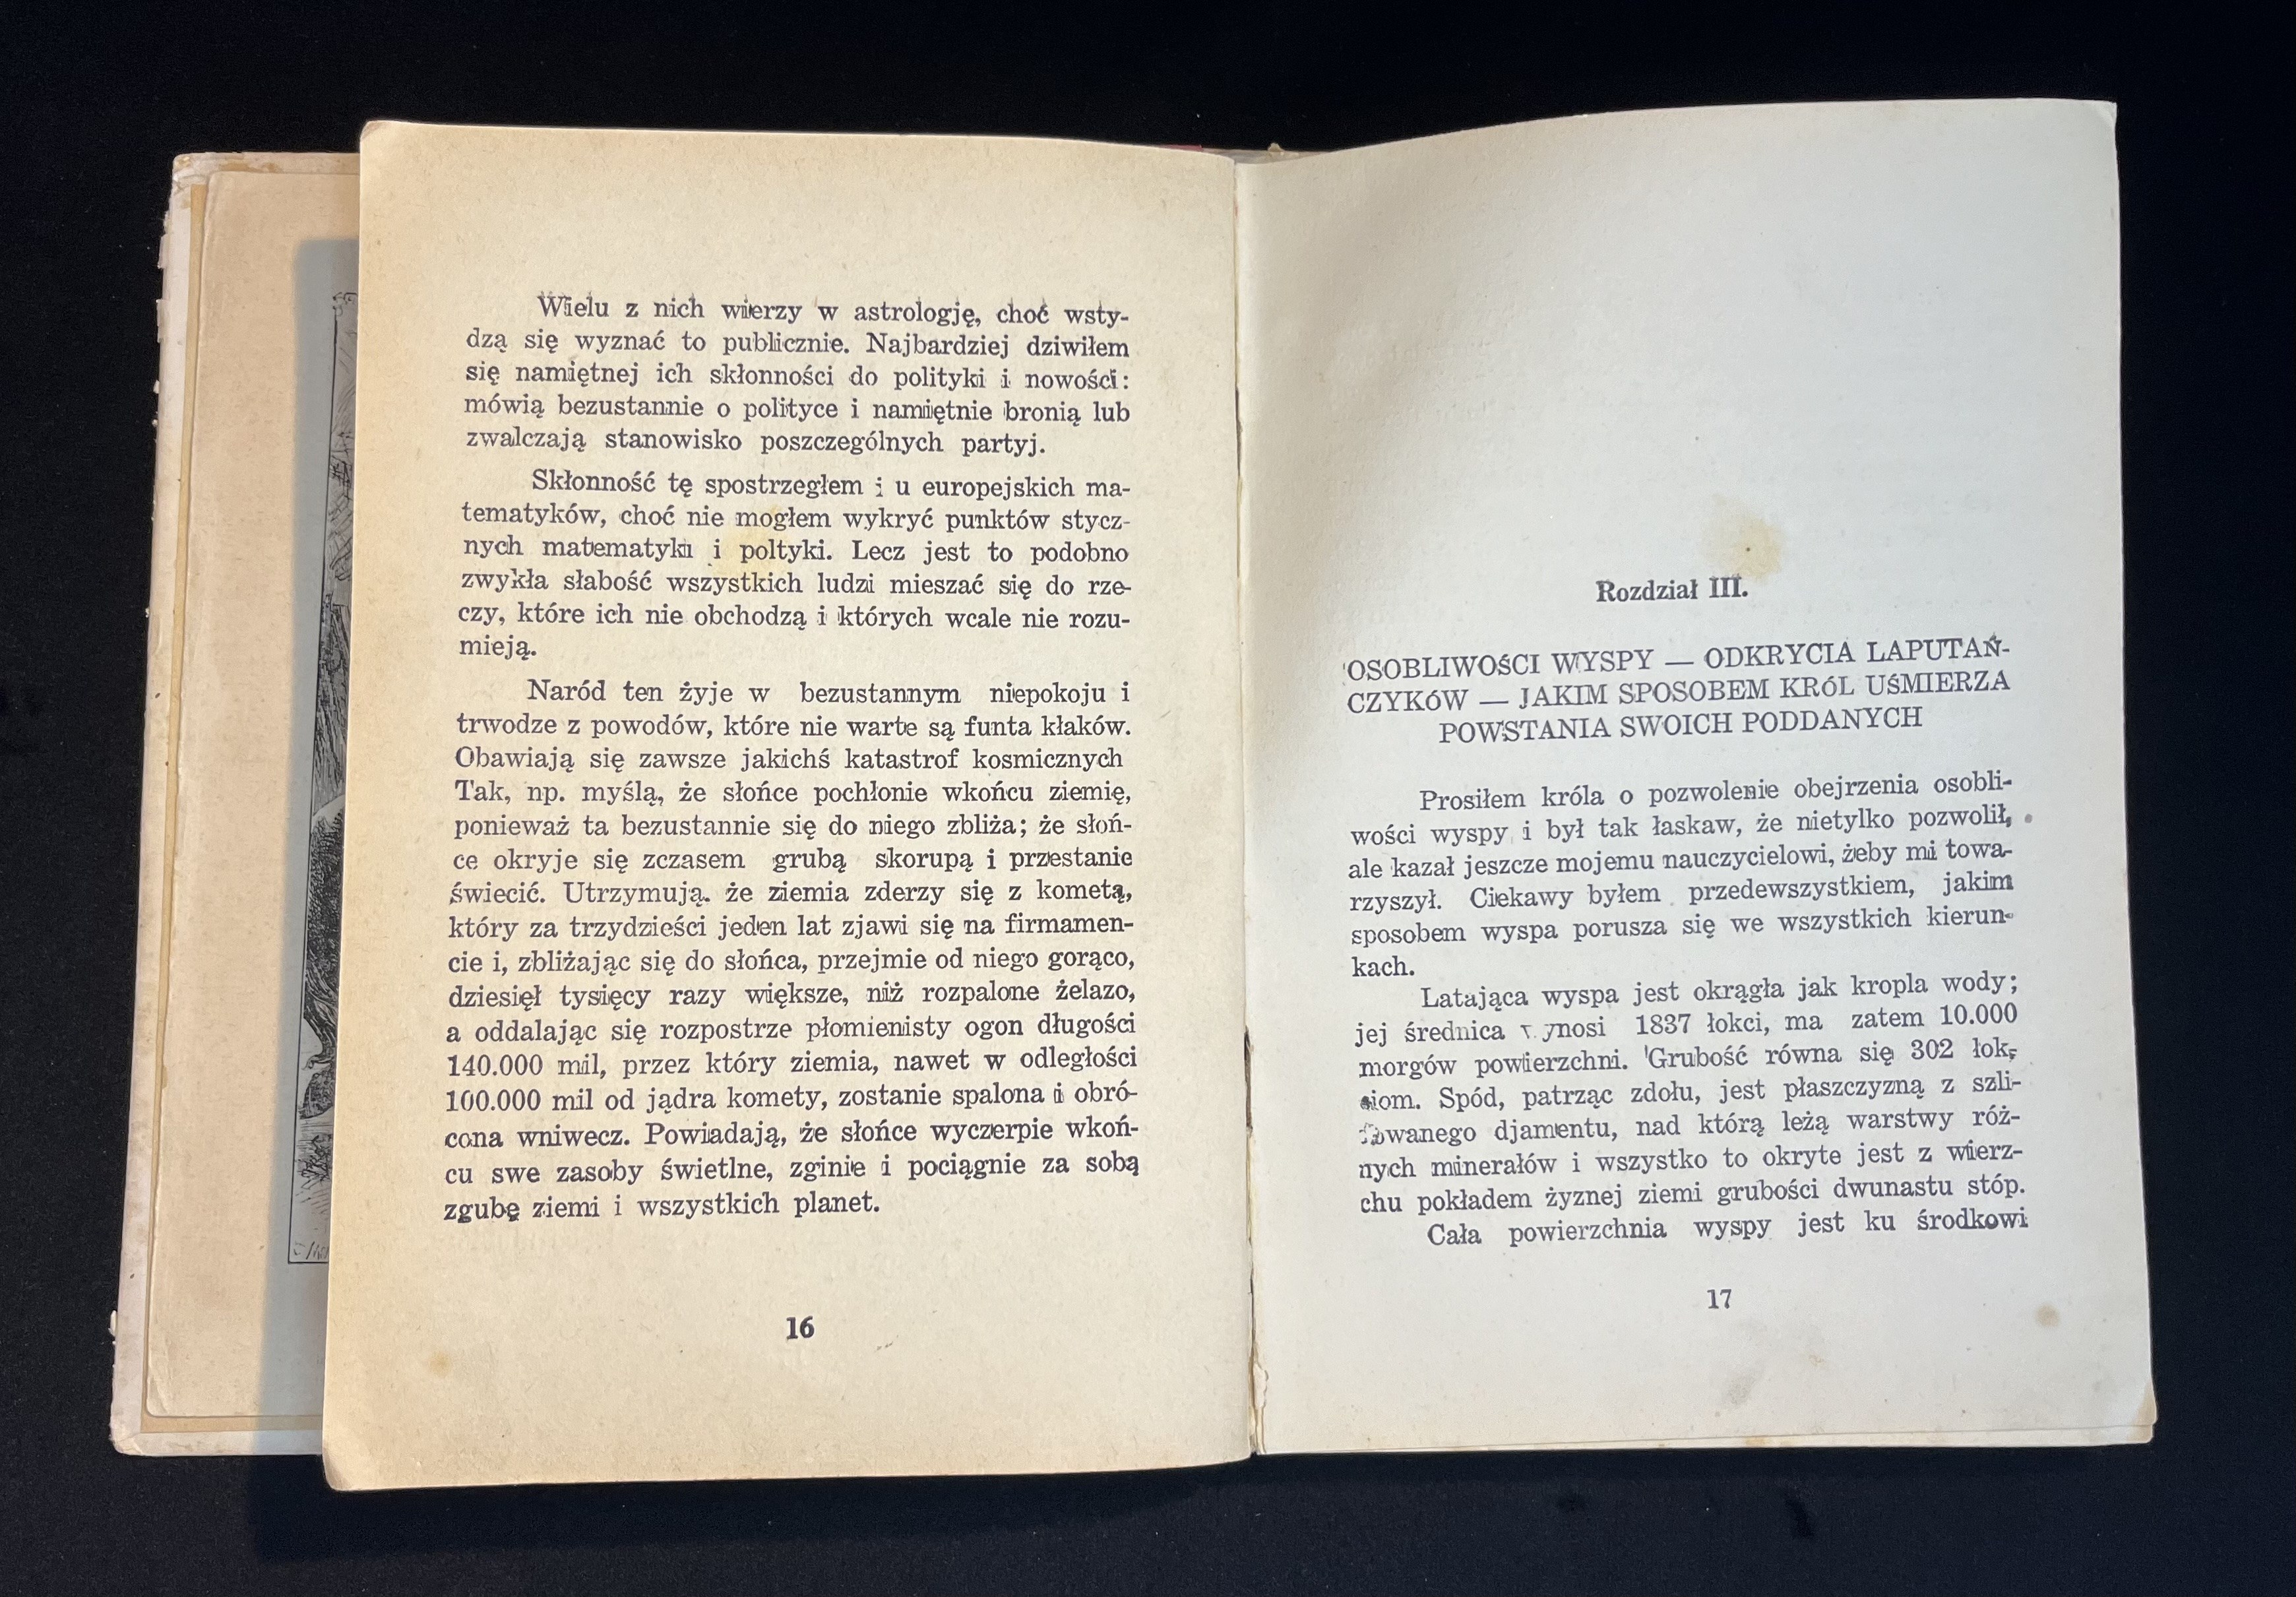 Wielu z nich wierzy w astrologję, choć wsty-
dzą się wyznać to publicznie. Najbardziej dziwiłem
się namiętnej ich skłonności do polityki i nowości:
mówią bezustannie o polityce i namiętnie bronią lub
zwalczają stanowisko poszczególnych partyj.
Skłonność tę spostrzegłem i u europejskich ma-
tematyków, choć nie mogłem wykryć punktów stycz-
nych matematyki i poltyki. Lecz jest to podobno
zwykła słabość wszystkich ludzi mieszać się do rze-
czy, które ich nie obchodzą i których wcale nie rozu-
mieją.
Naród ten żyje w bezustannym niepokoju i
trwodze z powodów, które nie warte są funta kłaków.
Obawiają się zawsze jakichś katastrof kosmicznych
Tak, np. myślą, że słońce pochłonie wkońcu ziemię,
ponieważ ta bezustannie się do niego zbliża; że słoń-
ce okryje się zczasem grubą skorupą i przestanie
świecić. Utrzymują. że ziemia zderzy się z kometą,
który za trzydzieści jeden lat zjawi się na firmamen-
cie i, zbliżając się do słońca, przejmie od niego gorąco,
dziesięł tysięcy razy większe, niż rozpalone żelazo,
a oddalając się rozpostrze płomienisty ogon długości
140.000 mil, przez który ziemia, nawet w odległości
100.000 mil od jądra komety, zostanie spalona i obró-
cona wniwecz. Powiadają, że słońce wyczerpie wkoń-
cu swe zasoby świetlne, zginie i pociągnie za sobą
zgubę ziemi i wszystkich planet.
16
Rozdział III.
OSOBLIWOŚCI WYSPY — ODKRYCIA LAPUTAŃ-
CZYKÓW — JAKIM SPOSOBEM KRÓL UŚMIERZA
POWSTANIA SWOICH PODDANYCH
Prosiłem króla o pozwolenie obejrzenia osobli-
wości wyspy i był tak łaskaw, że nietylko pozwolił,
ale kazał jeszcze mojemu nauczycielowi, żeby mi towa-
rzyszył. Ciekawy byłem przedewszystkiem, jakim
sposobem wyspa porusza się we wszystkich kierun-
kach.
Latająca wyspa jest okrągła jak kropla wody;
jej średnica wynosi 1837 łokci, ma zatem 10.000
morgów powierzchni. Grubość równa się 302 łok-
ciom. Spód, patrząc zdołu, jest płaszczyzną z szli-
fowanego djamentu, nad którą leżą warstwy róż-
nych minerałów i wszystko to okryte jest z wierz-
chu pokładem żyznej ziemi grubości dwunastu stóp.
Cała powierzchnia wyspy jest ku środkowi
17